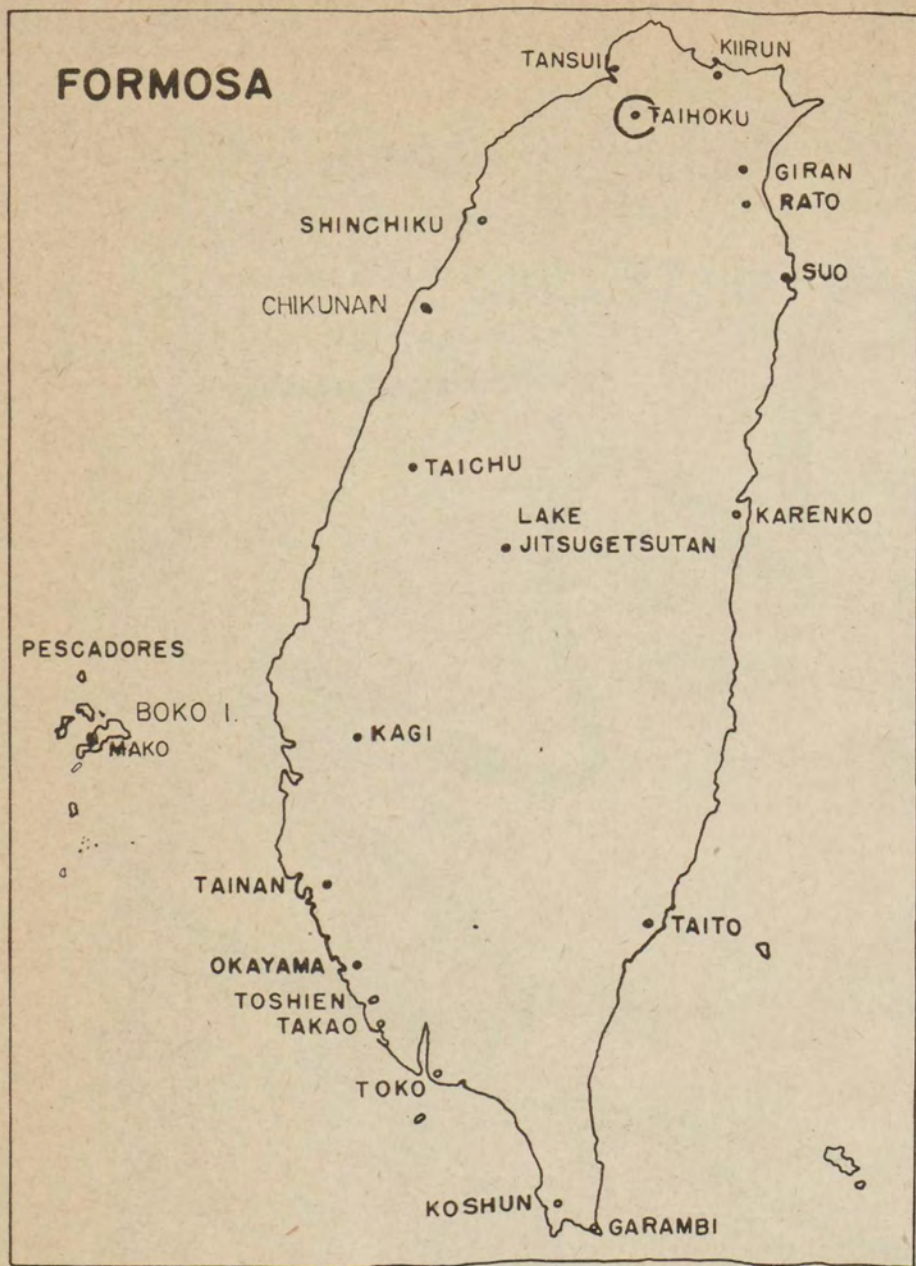 FORMOSA
TANSUI
KIIRUN
TAIHOKU
GIRAN
RATO
SHINCHIKU
SUO
CHIKUNAN
TAICHU
LAKE
JITSUGETSUTAN
KARENKO
PESCADORES
BOKO I.
MAKO
KAGI
TAINAN
TAITO
OKAYAMA
TOSHIEN
TAKAO
TOKO
KOSHUN
GARAMBI